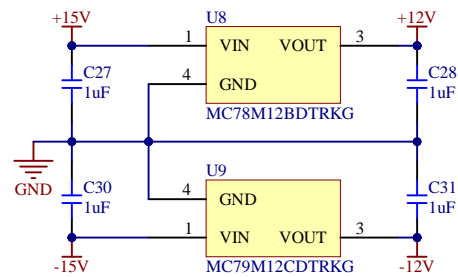 +15V
U8
+12V
1
VIN
VOUT
3
C27
1uF
4
GND
C28
1uF
MC78M12BDTRKG
GND
U9
C30
1uF
4
GND
C31
1uF
1
VIN
VOUT
3
-15V
MC79M12CDTRKG
-12V